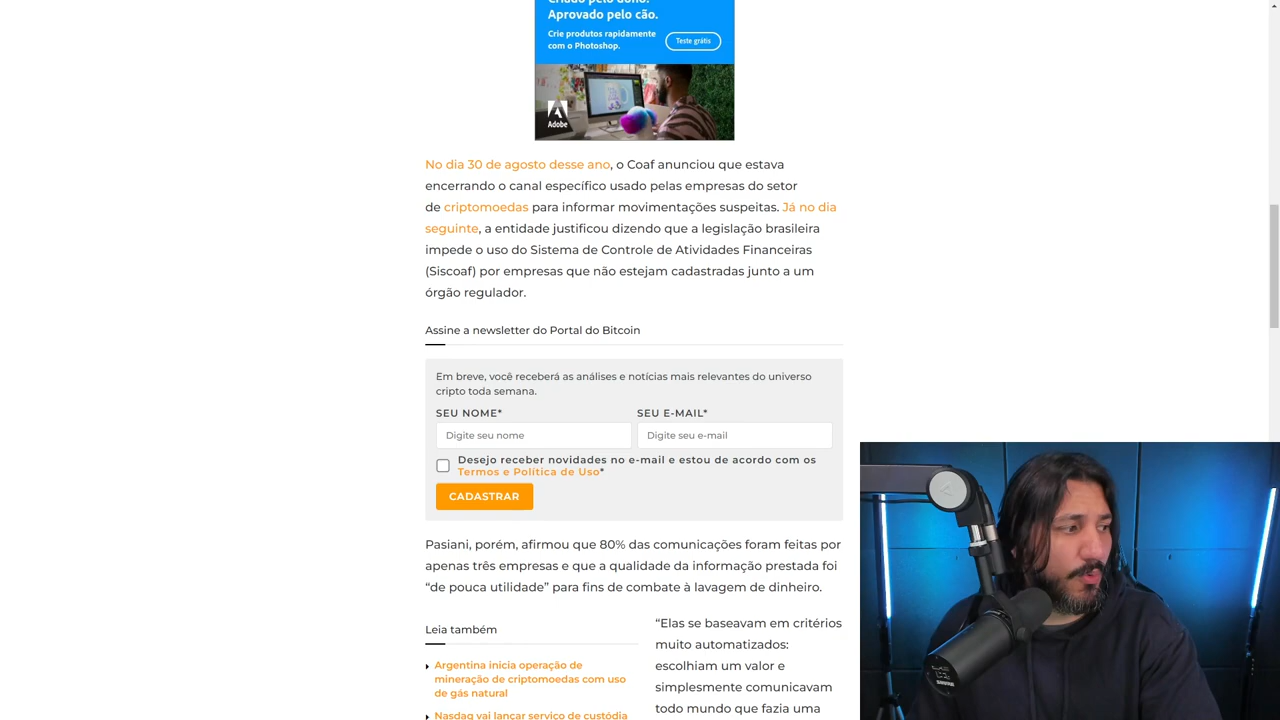 Criado pelo dono.
Aprovado pelo cão.
Crie produtos rapidamente
com o Photoshop.
Teste grátis
Adobe
No dia 30 de agosto desse ano, o Coaf anunciou que estava
encerrando o canal específico usado pelas empresas do setor
de criptomoedas para informar movimentações suspeitas. Já no dia
seguinte, a entidade justificou dizendo que a legislação brasileira
impede o uso do Sistema de Controle de Atividades Financeiras
(Siscoaf) por empresas que não estejam cadastradas junto a um
órgão regulador.
Assine a newsletter do Portal do Bitcoin
Em breve, você receberá as análises e notícias mais relevantes do universo
cripto toda semana.
SEU NOME*
SEU E-MAIL*
Digite seu nome
Digite seu e-mail
Desejo receber novidades no e-mail e estou de acordo com os
Termos e Política de Uso*
CADASTRAR
Pasiani, porém, afirmou que 80% das comunicações foram feitas por
apenas três empresas e que a qualidade da informação prestada foi
“de pouca utilidade” para fins de combate à lavagem de dinheiro.
Leia também
Argentina inicia operação de
mineração de criptomoedas com uso
de gás natural
Nasdaq vai lançar serviço de custódia
“Elas se baseavam em critérios
muito automatizados:
escolhiam um valor e
simplesmente comunicavam
todo mundo que fazia uma